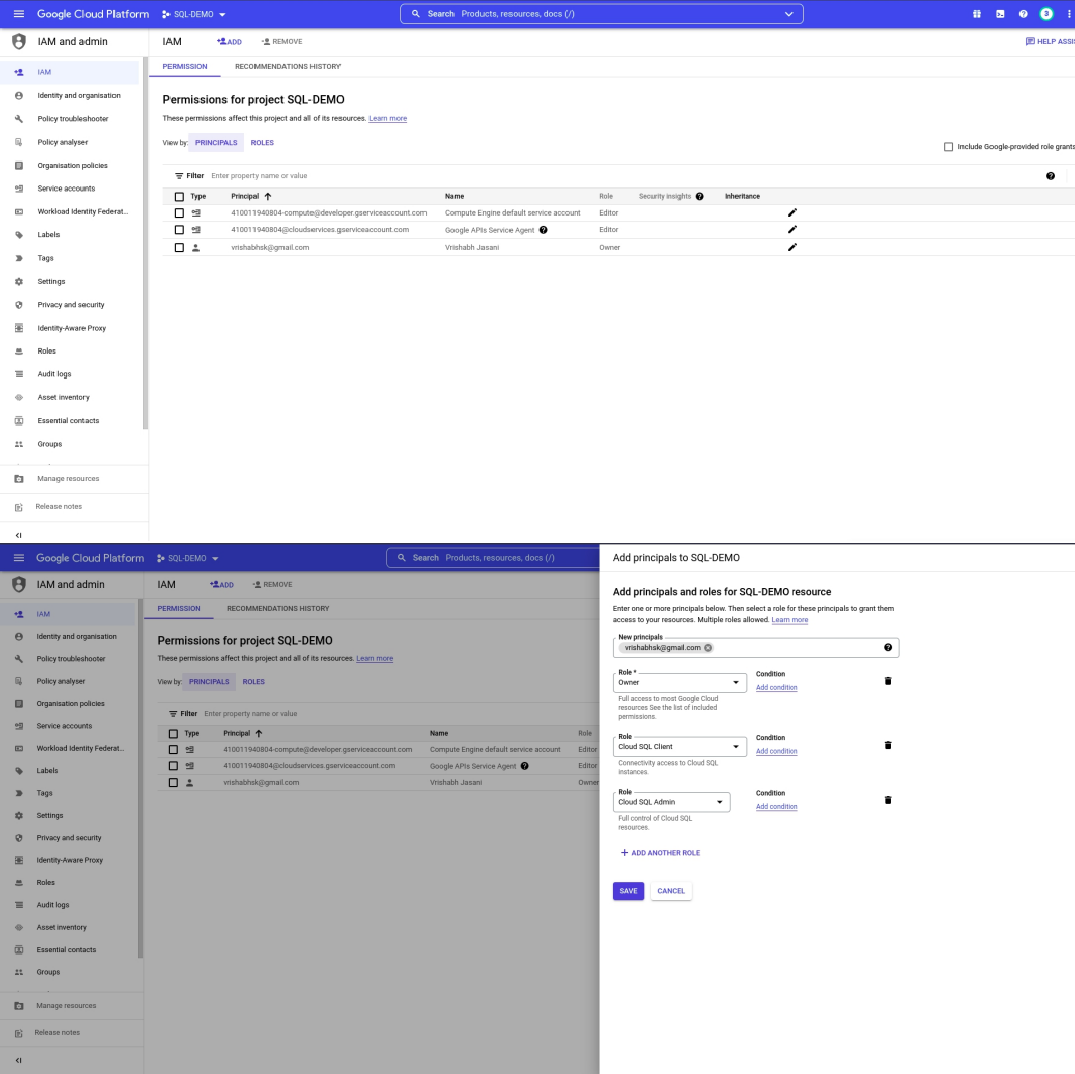 Google Cloud Platform SQL-DEMO Search Products, resources, docs (/)
IAM and admin IAM ADD REMOVE HELP ASSIS
IAM PERMISSION RECOMMENDATIONS HISTORY
Identity and organisation
Policy troubleshooter
Policy analyser
Organisation policies
Service accounts
Workload Identity Federat...
Labels
Tags
Settings
Privacy and security
Identity-Aware Proxy
Roles
Audit logs
Asset inventory
Essential contacts
Groups
Manage resources
Release notes
Permissions for project SQL-DEMO
These permissions affect this project and all of its resources. Learn more
View by: PRINCIPALS ROLES
Include Google-provided role grants
Filter Enter property name or value
Type Principal Name Role Security insights Inheritance
410011940804-compute@developer.gserviceaccount.com Compute Engine default service account Editor
410011940804@cloudservices.gserviceaccount.com Google APIs Service Agent Editor
vrishabhsk@gmail.com Vrishabh Jasani Owner
Google Cloud Platform SQL-DEMO Search Products, resources, docs (/)
IAM and admin IAM ADD REMOVE
IAM PERMISSION RECOMMENDATIONS HISTORY
Identity and organisation
Policy troubleshooter
Policy analyser
Organisation policies
Service accounts
Workload Identity Federat...
Labels
Tags
Settings
Privacy and security
Identity-Aware Proxy
Roles
Audit logs
Asset inventory
Essential contacts
Groups
Manage resources
Release notes
Permissions for project SQL-DEMO
These permissions affect this project and all of its resources. Learn more
View by: PRINCIPALS ROLES
Filter Enter property name or value
Type Principal Name Role
410011940804-compute@developer.gserviceaccount.com Compute Engine default service account Editor
410011940804@cloudservices.gserviceaccount.com Google APIs Service Agent Editor
vrishabhsk@gmail.com Vrishabh Jasani Owner
Add principals to SQL-DEMO
Add principals and roles for SQL-DEMO resource
Enter one or more principals below. Then select a role for these principals to grant them
access to your resources. Multiple roles allowed. Learn more
New principals
vrishabhsk@gmail.com
Role * Condition
Owner Add condition
Full access to most Google Cloud
resources See the list of included
permissions.
Role Condition
Cloud SQL Client Add condition
Connectivity access to Cloud SQL
instances.
Role Condition
Cloud SQL Admin Add condition
Full control of Cloud SQL
resources.
ADD ANOTHER ROLE
SAVE CANCEL